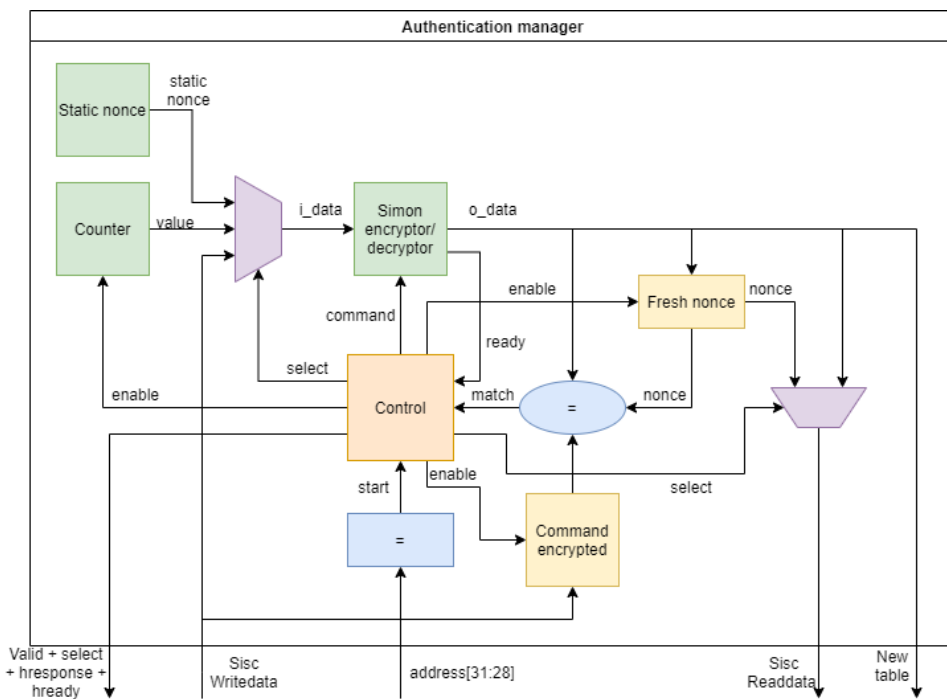 Authentication manager
static
nonce
Static nonce
Counter
value
i_data
Simon
encryptor/
decryptor
o_data
enable
Fresh nonce
nonce
command
ready
select
enable
Control
match
=
nonce
start
enable
select
=
Command
encrypted
Valid + select
+ hresponse +
hready
Sisc
Writedata
address[31:28]
Sisc
Readdata
New
table